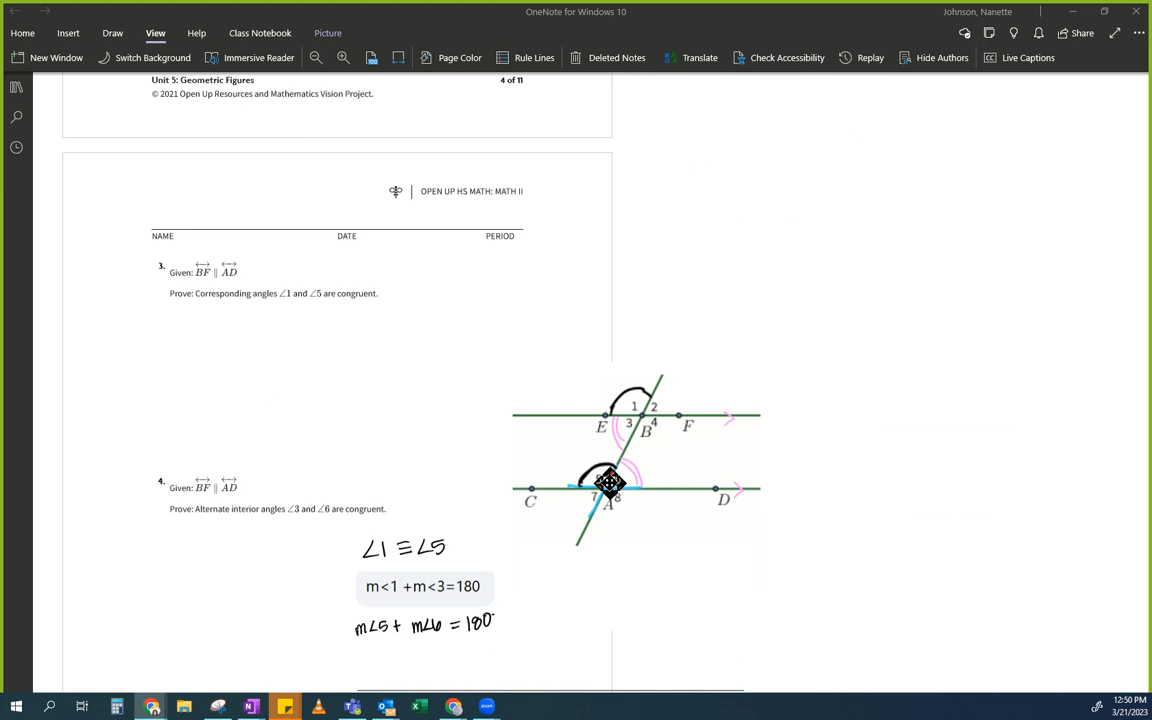 OneNote for Windows 10
Johnson, Nanette
Home Insert Draw View Help Class Notebook Picture
Share
New Window Switch Background Immersive Reader 100 Page Color Rule Lines Deleted Notes Translate Check Accessibility Replay Hide Authors Live Captions
Unit 5: Geometric Figures 4 of 11
© 2021 Open Up Resources and Mathematics Vision Project.
OPEN UP HS MATH: MATH II
NAME DATE PERIOD
3. Given: BF ∥ AD
Prove: Corresponding angles ∠1 and ∠5 are congruent.
1 2
E 3 B 4 F
4. Given: BF ∥ AD
Prove: Alternate interior angles ∠3 and ∠6 are congruent.
C 7 A 8 D
∠1 ≅ ∠5
m<1 +m<3=180
m∠5 + m∠6 = 180°
12:50 PM
3/21/2023